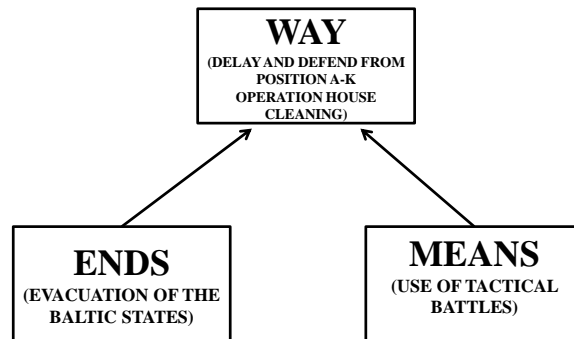 WAY
(DELAY AND DEFEND FROM
POSITION A-K
OPERATION HOUSE
CLEANING)
ENDS
(EVACUATION OF THE
BALTIC STATES)
MEANS
(USE OF TACTICAL
BATTLES)